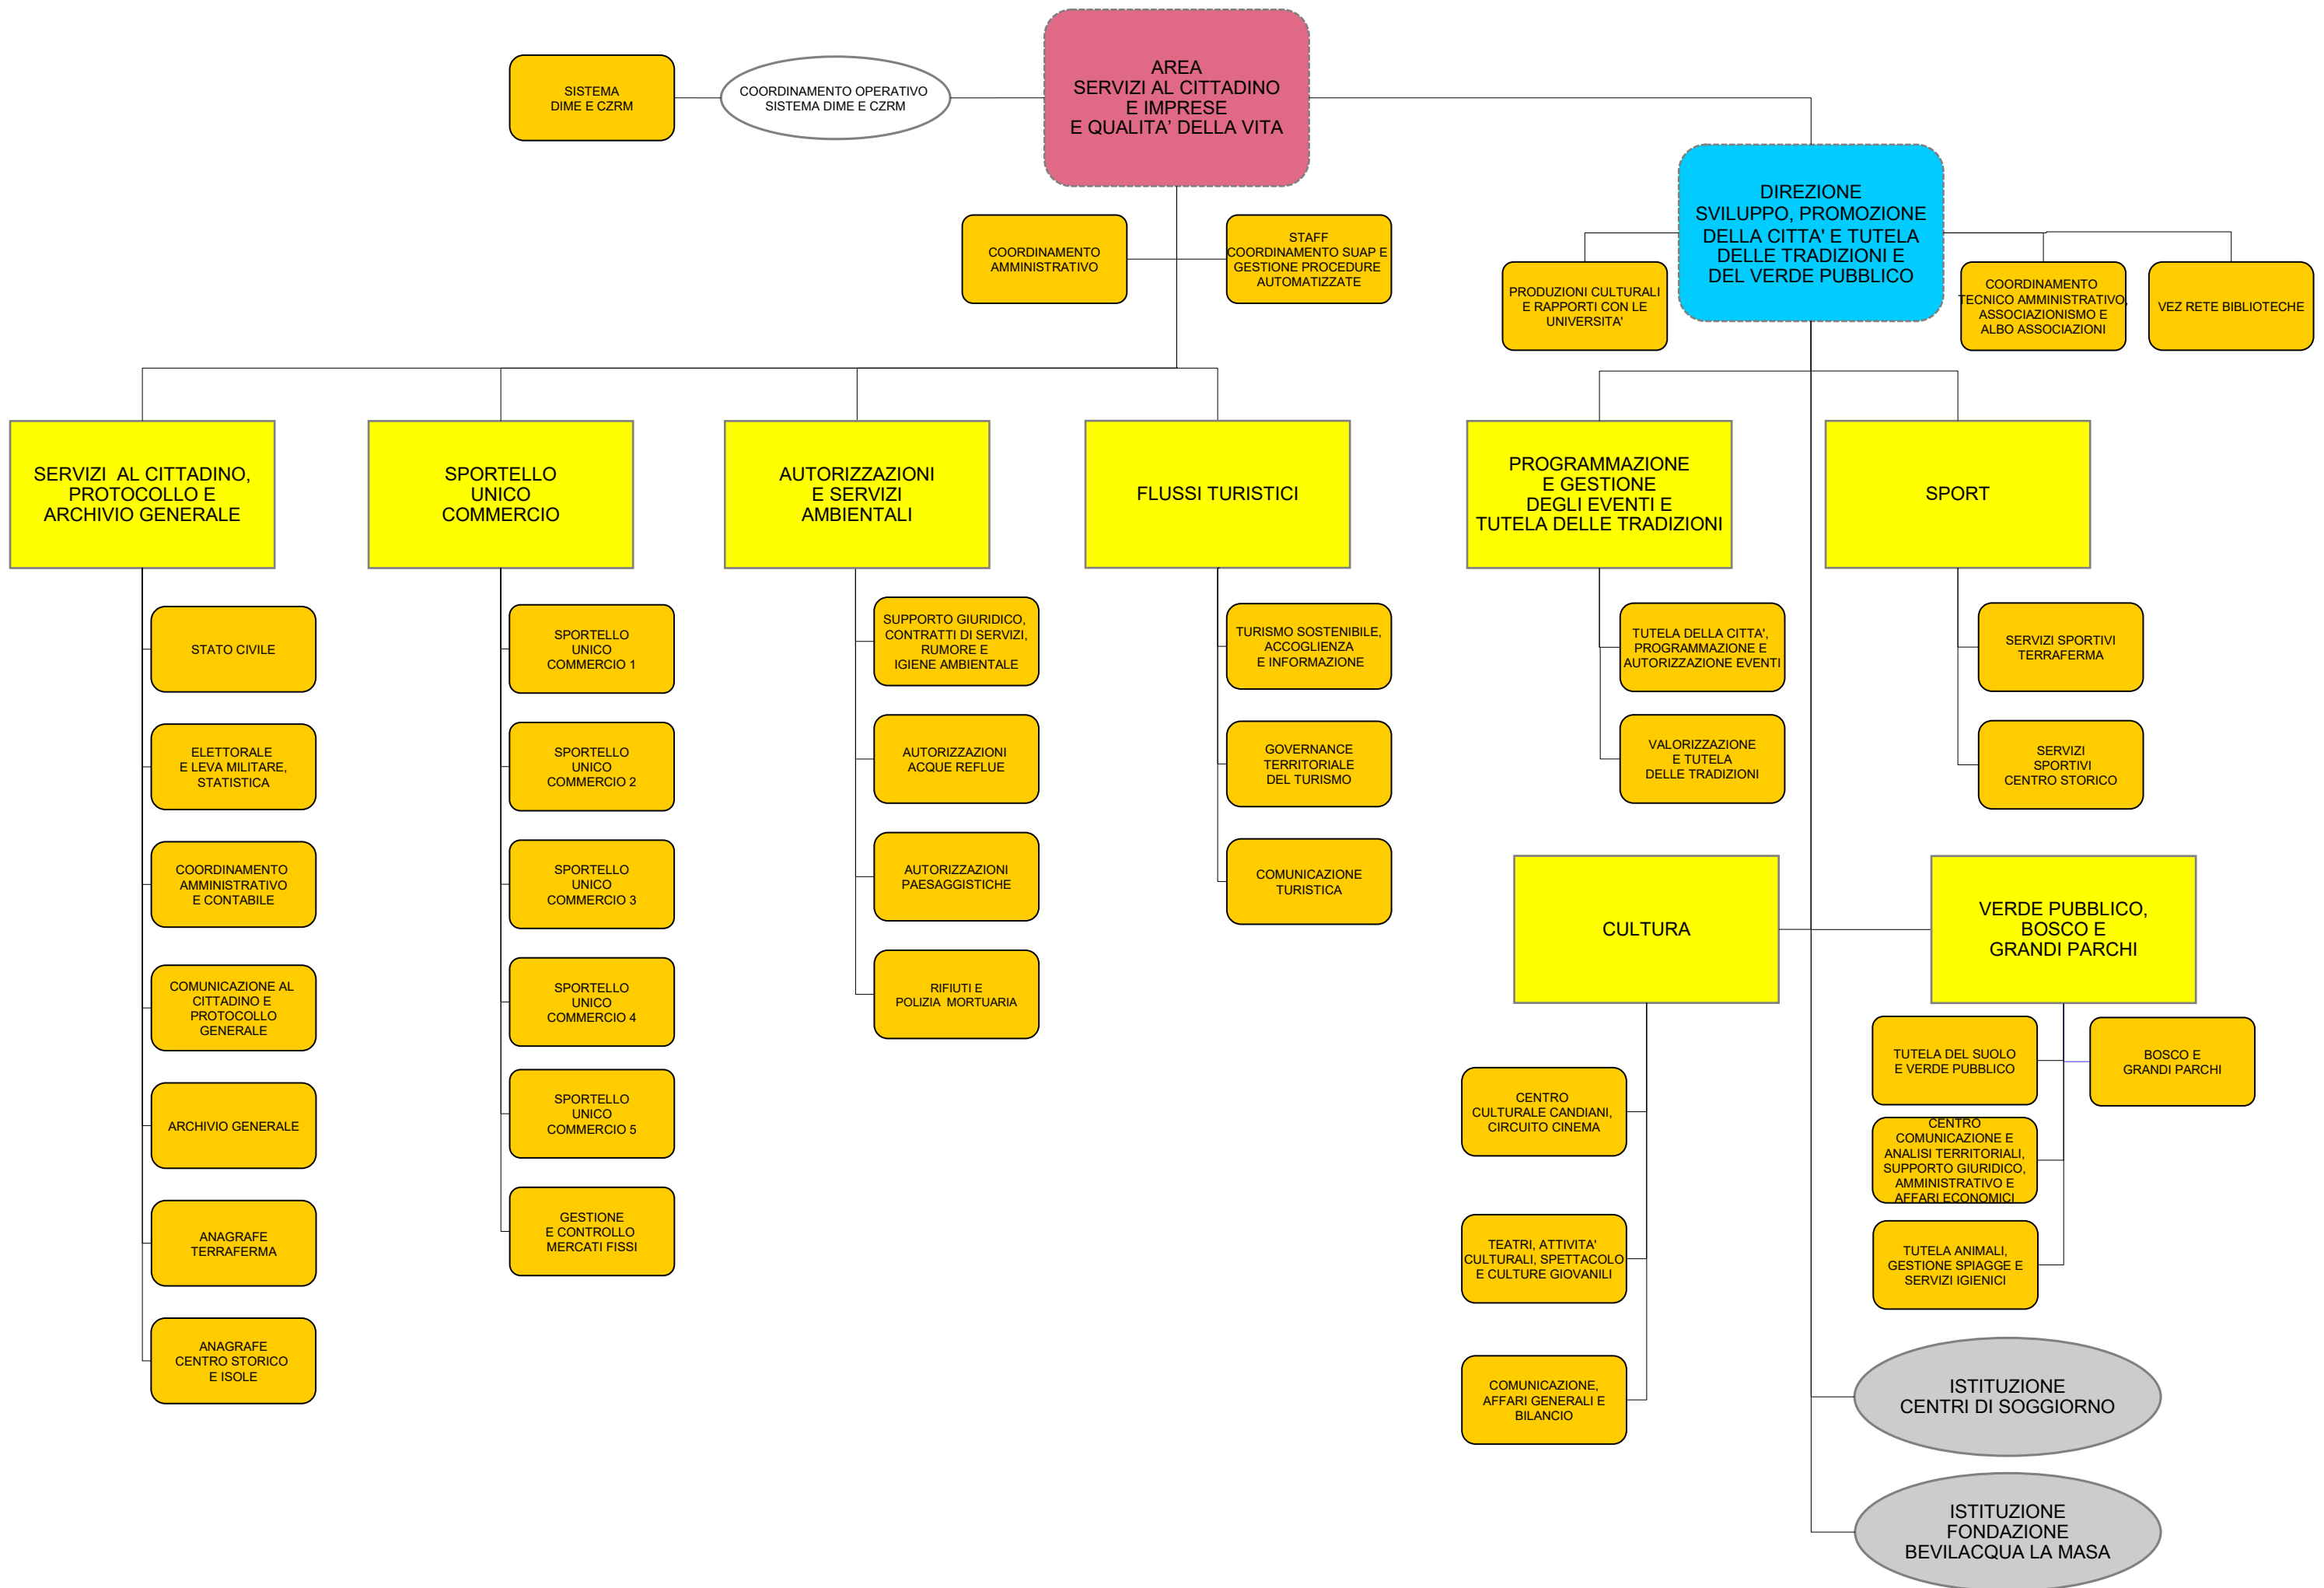 AREA
SERVIZI AL CITTADINO
E IMPRESE
E QUALITA' DELLA VITA
SISTEMA
DIME E CZRM
COORDINAMENTO OPERATIVO
SISTEMA DIME E CZRM
COORDINAMENTO
AMMINISTRATIVO
STAFF
COORDINAMENTO SUAP E
GESTIONE PROCEDURE
AUTOMATIZZATE
DIREZIONE
SVILUPPO, PROMOZIONE
DELLA CITTA' E TUTELA
DELLE TRADIZIONI E
DEL VERDE PUBBLICO
PRODUZIONI CULTURALI
E RAPPORTI CON LE
UNIVERSITA'
COORDINAMENTO
TECNICO AMMINISTRATIVO,
ASSOCIAZIONISMO E
ALBO ASSOCIAZIONI
VEZ RETE BIBLIOTECHE
SERVIZI AL CITTADINO,
PROTOCOLLO E
ARCHIVIO GENERALE
STATO CIVILE
ELETTORALE
E LEVA MILITARE,
STATISTICA
COORDINAMENTO
AMMINISTRATIVO
E CONTABILE
COMUNICAZIONE AL
CITTADINO E
PROTOCOLLO
GENERALE
ARCHIVIO GENERALE
ANAGRAFE
TERRAFERMA
ANAGRAFE
CENTRO STORICO
E ISOLE
SPORTELLO
UNICO
COMMERCIO
SPORTELLO
UNICO
COMMERCIO 1
SPORTELLO
UNICO
COMMERCIO 2
SPORTELLO
UNICO
COMMERCIO 3
SPORTELLO
UNICO
COMMERCIO 4
SPORTELLO
UNICO
COMMERCIO 5
GESTIONE
E CONTROLLO
MERCATI FISSI
AUTORIZZAZIONI
E SERVIZI
AMBIENTALI
SUPPORTO GIURIDICO,
CONTRATTI DI SERVIZI,
RUMORE E
IGIENE AMBIENTALE
AUTORIZZAZIONI
ACQUE REFLUE
AUTORIZZAZIONI
PAESAGGISTICHE
RIFIUTI E
POLIZIA MORTUARIA
FLUSSI TURISTICI
TURISMO SOSTENIBILE,
ACCOGLIENZA
E INFORMAZIONE
GOVERNANCE
TERRITORIALE
DEL TURISMO
COMUNICAZIONE
TURISTICA
PROGRAMMAZIONE
E GESTIONE
DEGLI EVENTI E
TUTELA DELLE TRADIZIONI
TUTELA DELLA CITTA',
PROGRAMMAZIONE E
AUTORIZZAZIONE EVENTI
VALORIZZAZIONE
E TUTELA
DELLE TRADIZIONI
SPORT
SERVIZI SPORTIVI
TERRAFERMA
SERVIZI
SPORTIVI
CENTRO STORICO
CULTURA
CENTRO
CULTURALE CANDIANI,
CIRCUITO CINEMA
TEATRI, ATTIVITA'
CULTURALI, SPETTACOLO
E CULTURE GIOVANILI
COMUNICAZIONE,
AFFARI GENERALI E
BILANCIO
VERDE PUBBLICO,
BOSCO E
GRANDI PARCHI
TUTELA DEL SUOLO
E VERDE PUBBLICO
BOSCO E
GRANDI PARCHI
CENTRO
COMUNICAZIONE E
ANALISI TERRITORIALI,
SUPPORTO GIURIDICO,
AMMINISTRATIVO E
AFFARI ECONOMICI
TUTELA ANIMALI,
GESTIONE SPIAGGE E
SERVIZI IGIENICI
ISTITUZIONE
CENTRI DI SOGGIORNO
ISTITUZIONE
FONDAZIONE
BEVILACQUA LA MASA